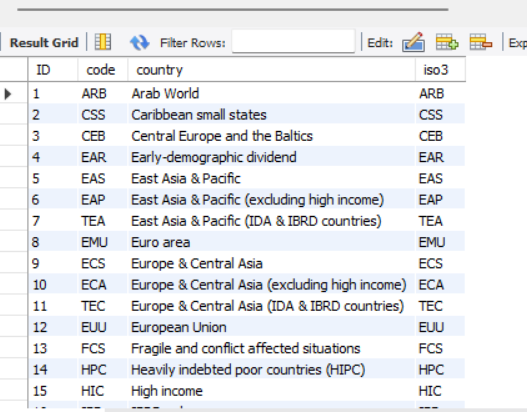 Result Grid Filter Rows: Edit: Exp
ID code country iso3
1 ARB Arab World ARB
2 CSS Caribbean small states CSS
3 CEB Central Europe and the Baltics CEB
4 EAR Early-demographic dividend EAR
5 EAS East Asia & Pacific EAS
6 EAP East Asia & Pacific (excluding high income) EAP
7 TEA East Asia & Pacific (IDA & IBRD countries) TEA
8 EMU Euro area EMU
9 ECS Europe & Central Asia ECS
10 ECA Europe & Central Asia (excluding high income) ECA
11 TEC Europe & Central Asia (IDA & IBRD countries) TEC
12 EUU European Union EUU
13 FCS Fragile and conflict affected situations FCS
14 HPC Heavily indebted poor countries (HIPC) HPC
15 HIC High income HIC